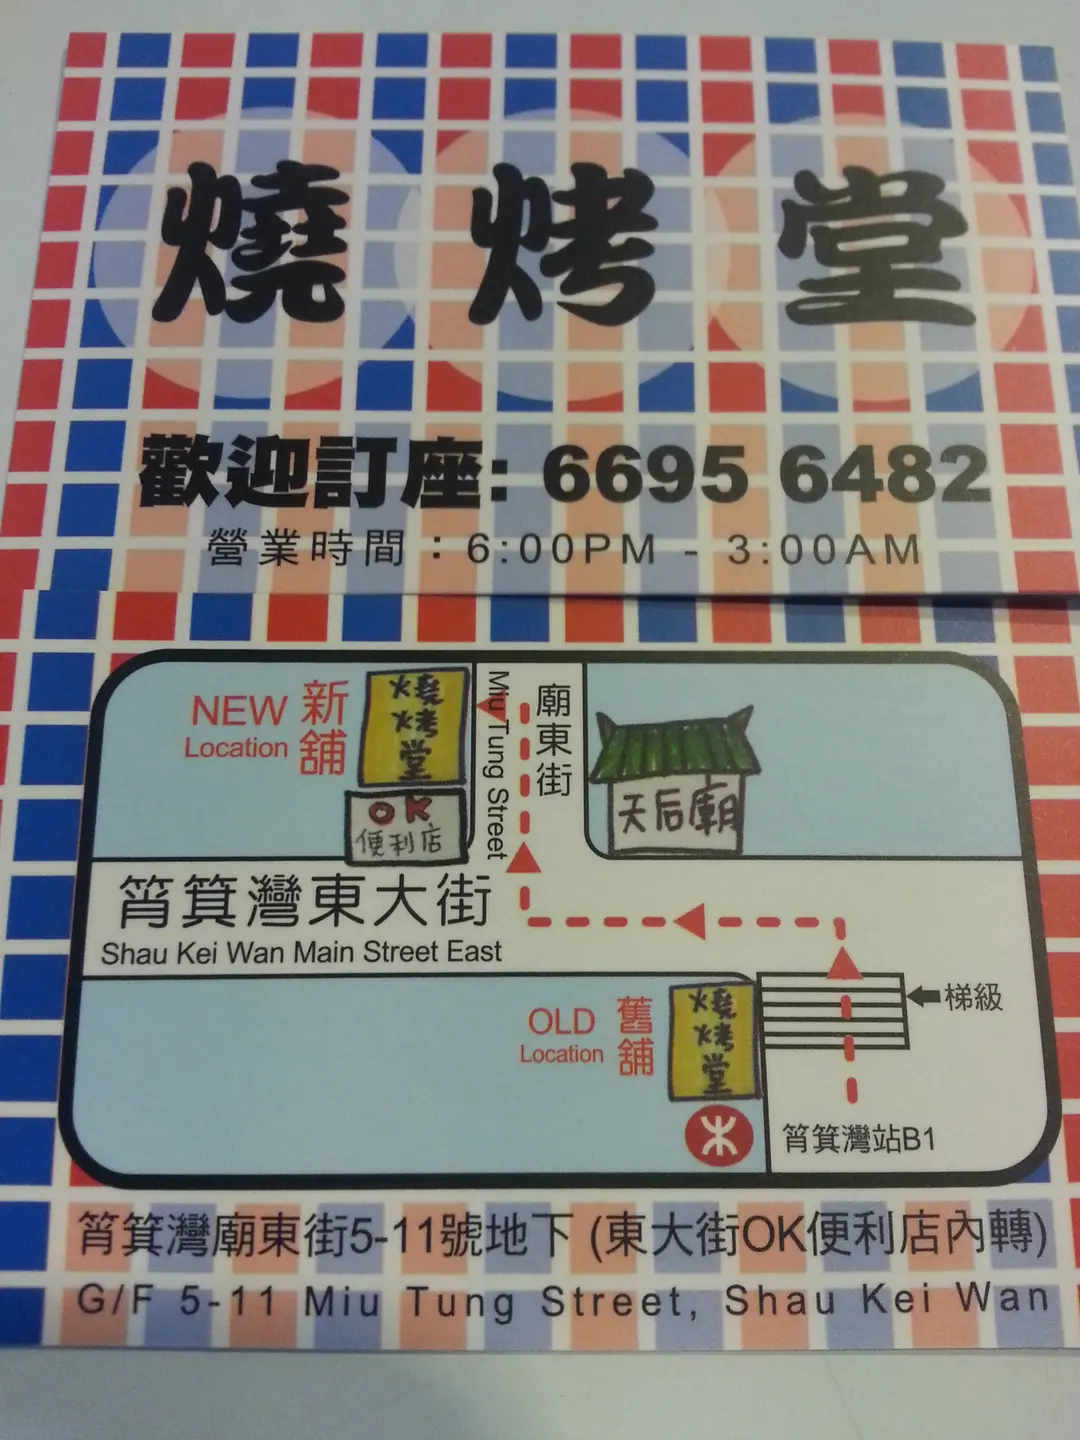 燒烤堂
歡迎訂座: 6695 6482
營業時間：6:00PM - 3:00AM
NEW
Location
新舖
燒烤堂
OK
便利店
Miu Tung Street
廟東街
天后廟
筲箕灣東大街
Shau Kei Wan Main Street East
OLD
Location
舊舖
燒烤堂
梯級
筲箕灣站B1
筲箕灣廟東街5-11號地下 (東大街OK便利店內轉)
G/F 5-11 Miu Tung Street, Shau Kei Wan